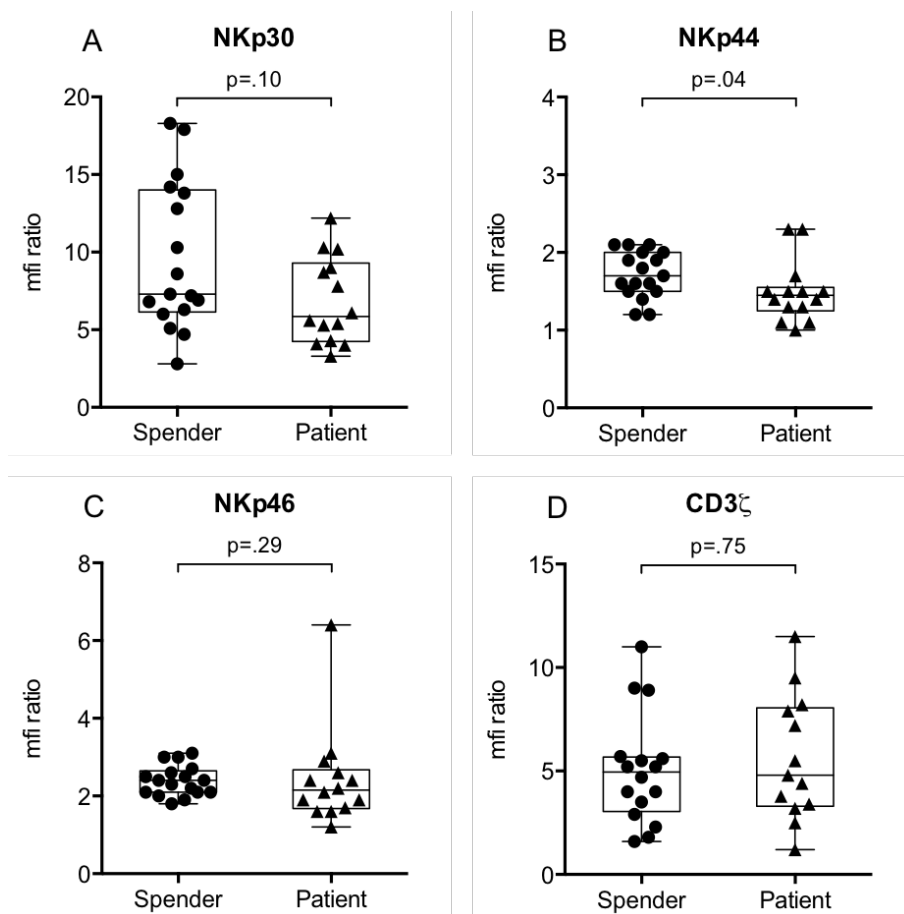 A NKp30
p=.10
20
15
10
5
0
mfi ratio
Spender Patient
B NKp44
p=.04
4
3
2
1
0
mfi ratio
Spender Patient
C NKp46
p=.29
8
6
4
2
0
mfi ratio
Spender Patient
D CD3ζ
p=.75
15
10
5
0
mfi ratio
Spender Patient